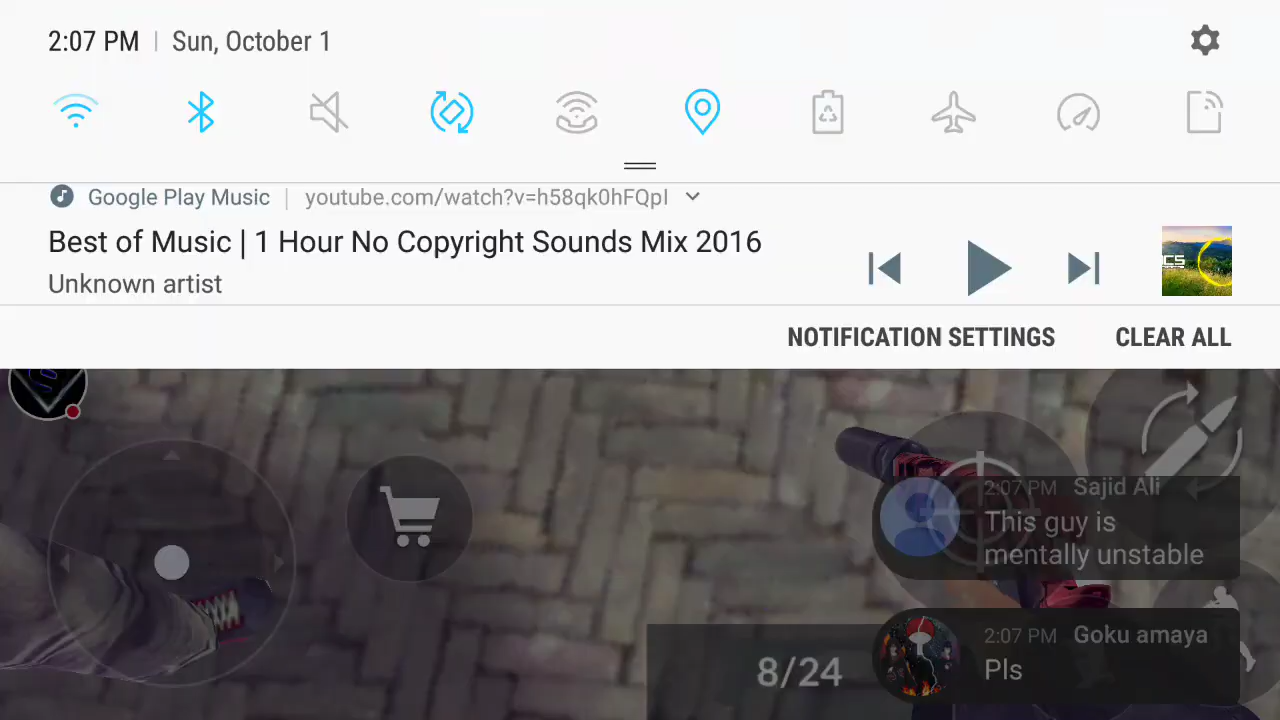 2:07 PM | Sun, October 1
Google Play Music | youtube.com/watch?v=h58qk0hFQpI
Best of Music | 1 Hour No Copyright Sounds Mix 2016
Unknown artist
CS
NOTIFICATION SETTINGS CLEAR ALL
2:07 PM Sajid Ali
This guy is
mentally unstable
2:07 PM Goku amaya
Pls
8/24